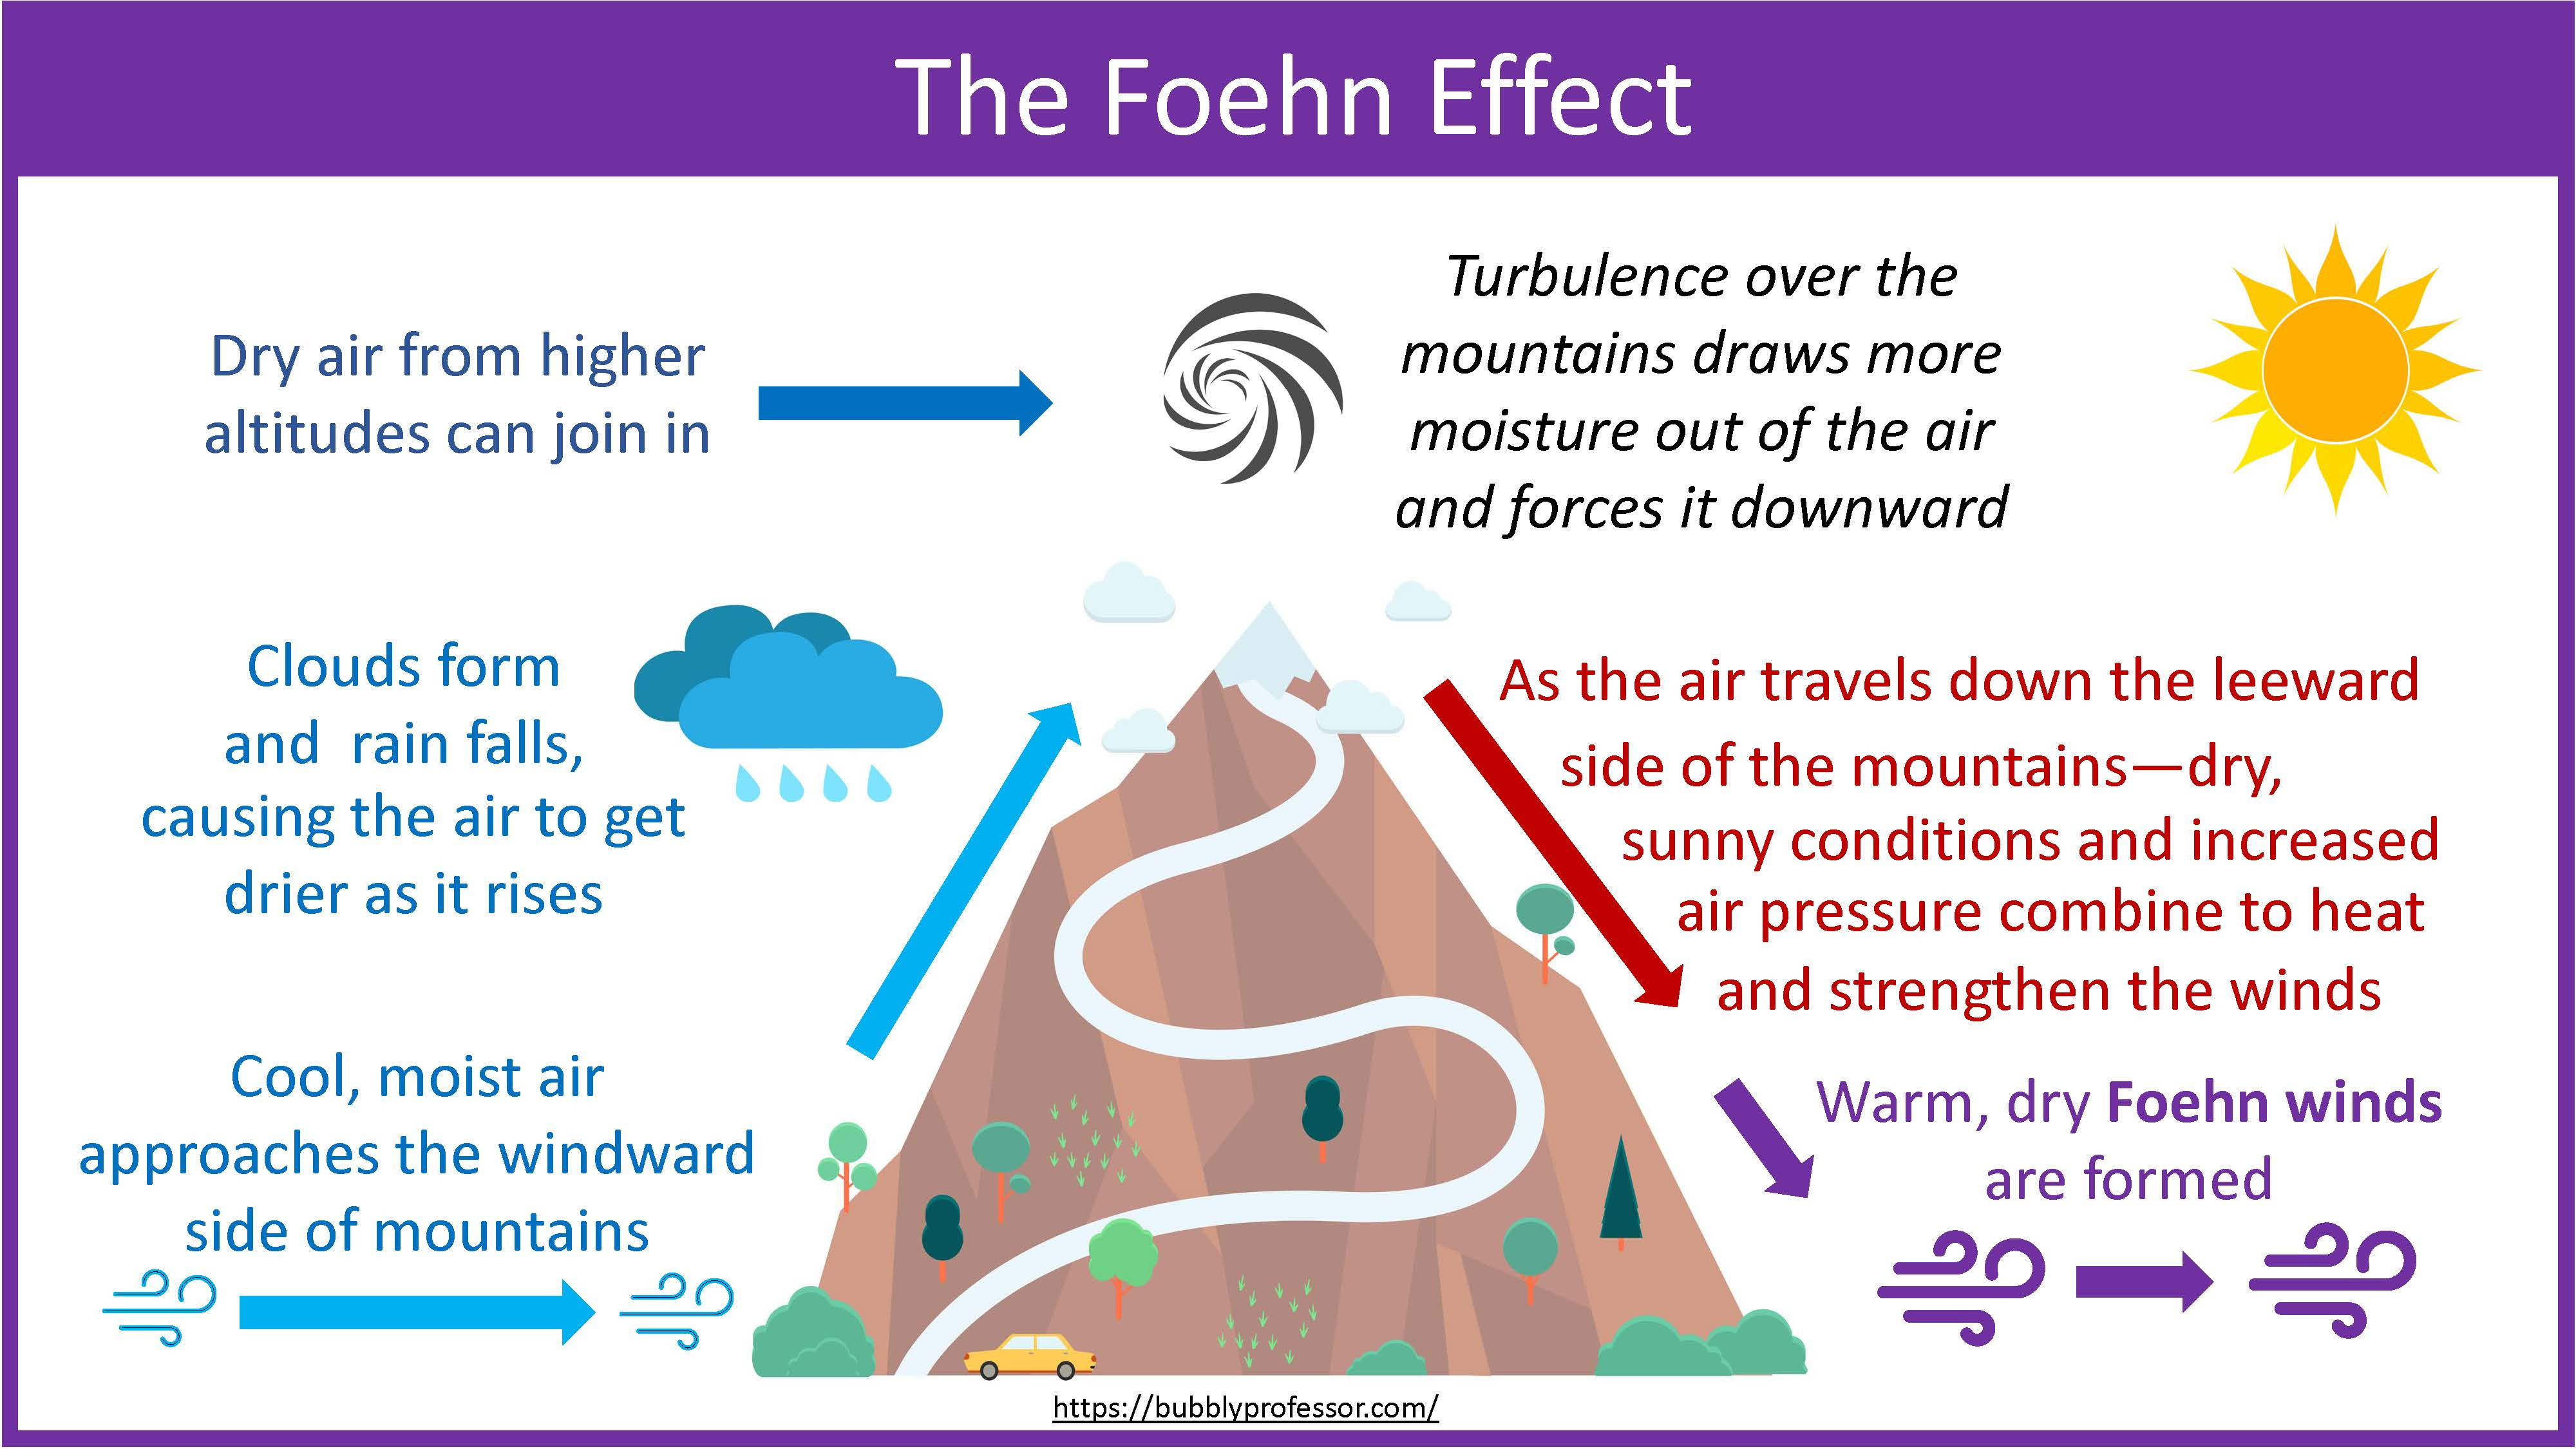 The Foehn Effect
Dry air from higher
altitudes can join in
Turbulence over the
mountains draws more
moisture out of the air
and forces it downward
Clouds form
and rain falls,
causing the air to get
drier as it rises
As the air travels down the leeward
side of the mountains—dry,
sunny conditions and increased
air pressure combine to heat
and strengthen the winds
Cool, moist air
approaches the windward
side of mountains
Warm, dry Foehn winds
are formed
https://bubblyprofessor.com/